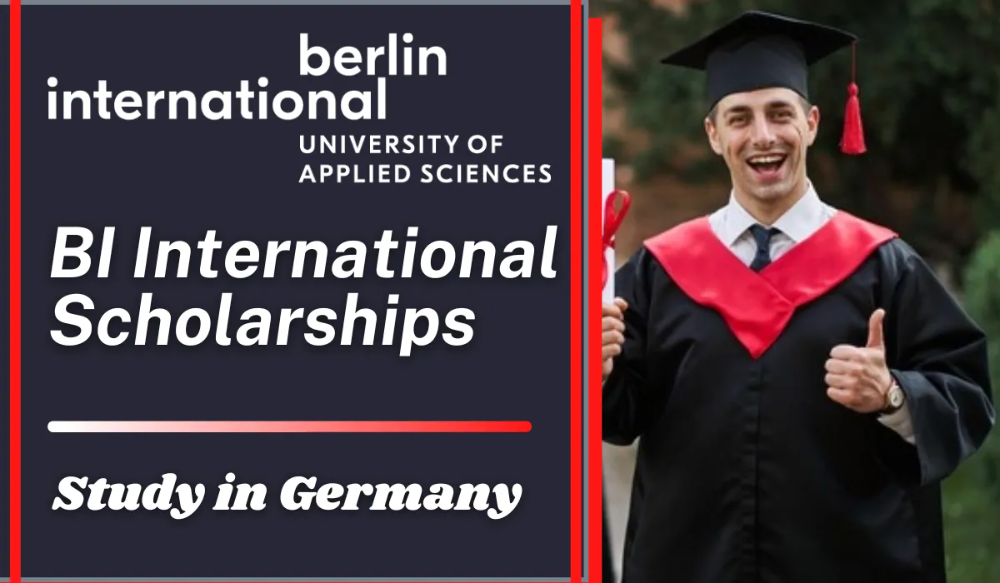 berlin
international
UNIVERSITY OF
APPLIED SCIENCES
BI International
Scholarships
Study in Germany